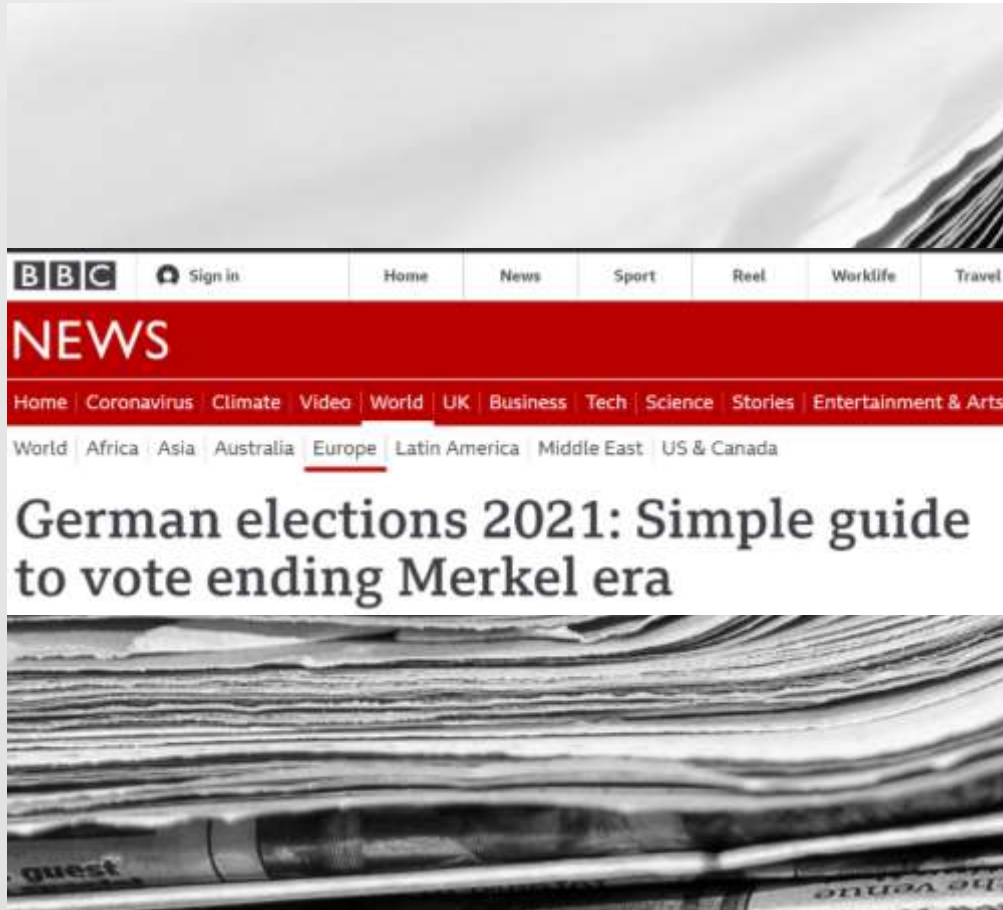 BBC Sign in Home News Sport Reel Worklife Travel
NEWS
Home Coronavirus Climate Video World UK Business Tech Science Stories Entertainment & Arts
World Africa Asia Australia Europe Latin America Middle East US & Canada
German elections 2021: Simple guide
to vote ending Merkel era
guest
the venue